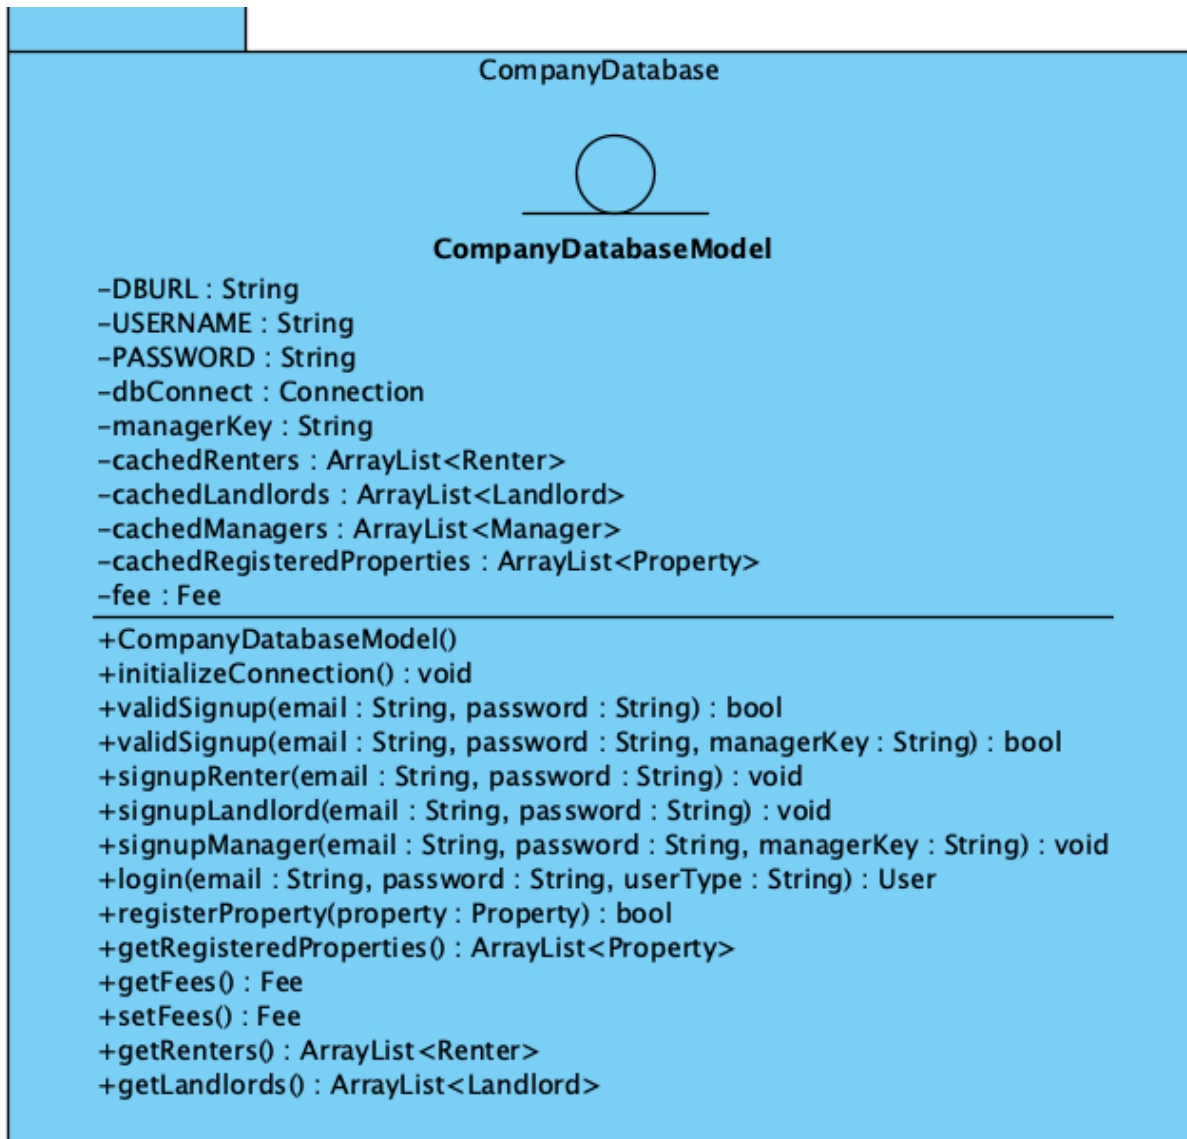 CompanyDatabase
CompanyDatabaseModel
-DBURL : String
-USERNAME : String
-PASSWORD : String
-dbConnect : Connection
-managerKey : String
-cachedRenters : ArrayList<Renter>
-cachedLandlords : ArrayList<Landlord>
-cachedManagers : ArrayList<Manager>
-cachedRegisteredProperties : ArrayList<Property>
-fee : Fee
+CompanyDatabaseModel()
+initializeConnection() : void
+validSignup(email : String, password : String) : bool
+validSignup(email : String, password : String, managerKey : String) : bool
+signupRenter(email : String, password : String) : void
+signupLandlord(email : String, password : String) : void
+signupManager(email : String, password : String, managerKey : String) : void
+login(email : String, password : String, userType : String) : User
+registerProperty(property : Property) : bool
+getRegisteredProperties() : ArrayList<Property>
+getFees() : Fee
+setFees() : Fee
+getRenters() : ArrayList<Renter>
+getLandlords() : ArrayList<Landlord>